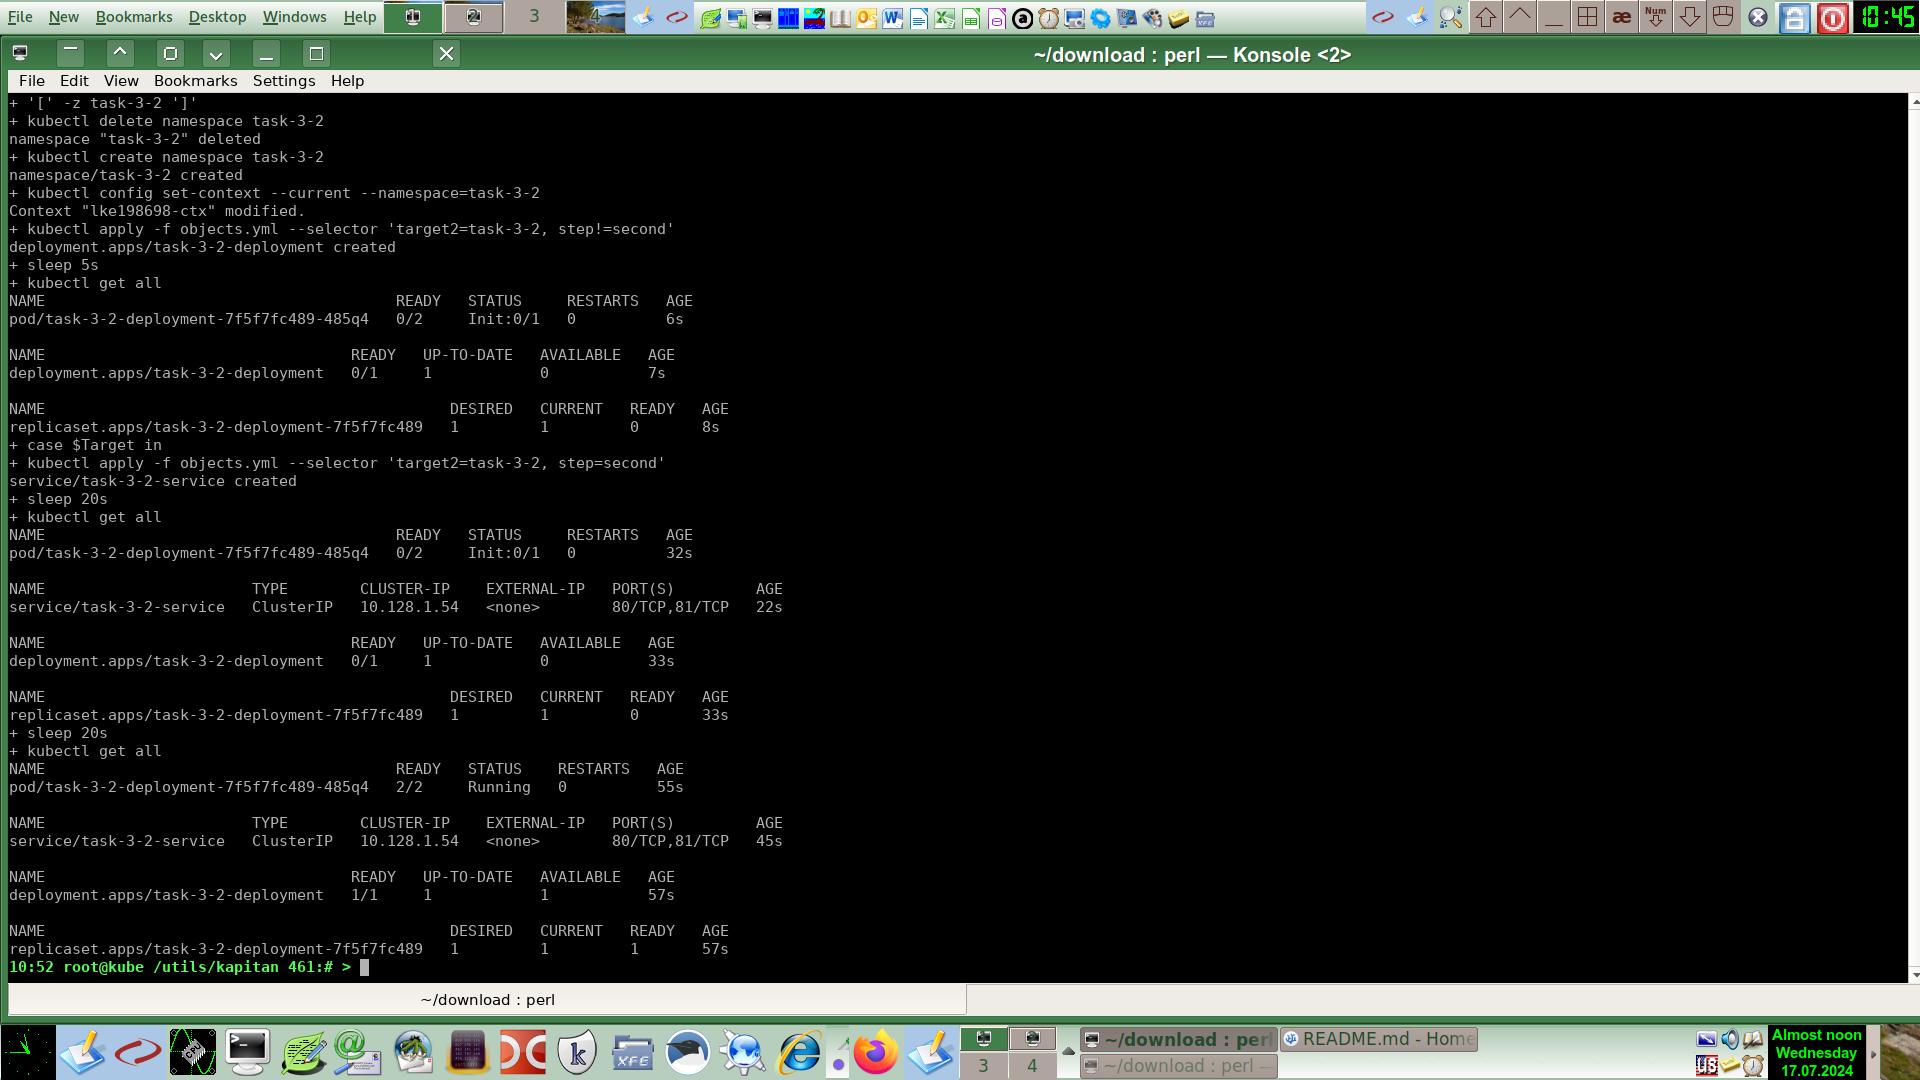 File New Bookmarks Desktop Windows Help 1 2 3 4 Num 10:45
~/download : perl — Konsole <2>
File Edit View Bookmarks Settings Help
+ '[' -z task-3-2 ']'
+ kubectl delete namespace task-3-2
namespace "task-3-2" deleted
+ kubectl create namespace task-3-2
namespace/task-3-2 created
+ kubectl config set-context --current --namespace=task-3-2
Context "lke198698-ctx" modified.
+ kubectl apply -f objects.yml --selector 'target2=task-3-2, step!=second'
deployment.apps/task-3-2-deployment created
+ sleep 5s
+ kubectl get all
NAME READY STATUS RESTARTS AGE
pod/task-3-2-deployment-7f5f7fc489-485q4 0/2 Init:0/1 0 6s
NAME READY UP-TO-DATE AVAILABLE AGE
deployment.apps/task-3-2-deployment 0/1 1 0 7s
NAME DESIRED CURRENT READY AGE
replicaset.apps/task-3-2-deployment-7f5f7fc489 1 1 0 8s
+ case $Target in
+ kubectl apply -f objects.yml --selector 'target2=task-3-2, step=second'
service/task-3-2-service created
+ sleep 20s
+ kubectl get all
NAME READY STATUS RESTARTS AGE
pod/task-3-2-deployment-7f5f7fc489-485q4 0/2 Init:0/1 0 32s
NAME TYPE CLUSTER-IP EXTERNAL-IP PORT(S) AGE
service/task-3-2-service ClusterIP 10.128.1.54 <none> 80/TCP,81/TCP 22s
NAME READY UP-TO-DATE AVAILABLE AGE
deployment.apps/task-3-2-deployment 0/1 1 0 33s
NAME DESIRED CURRENT READY AGE
replicaset.apps/task-3-2-deployment-7f5f7fc489 1 1 0 33s
+ sleep 20s
+ kubectl get all
NAME READY STATUS RESTARTS AGE
pod/task-3-2-deployment-7f5f7fc489-485q4 2/2 Running 0 55s
NAME TYPE CLUSTER-IP EXTERNAL-IP PORT(S) AGE
service/task-3-2-service ClusterIP 10.128.1.54 <none> 80/TCP,81/TCP 45s
NAME READY UP-TO-DATE AVAILABLE AGE
deployment.apps/task-3-2-deployment 1/1 1 1 57s
NAME DESIRED CURRENT READY AGE
replicaset.apps/task-3-2-deployment-7f5f7fc489 1 1 1 57s
10:52 root@kube /utils/kapitan 461:# >
~/download : perl
~/download : perl README.md - Home
3 4 ~/download : perl
Almost noon
Wednesday
17.07.2024